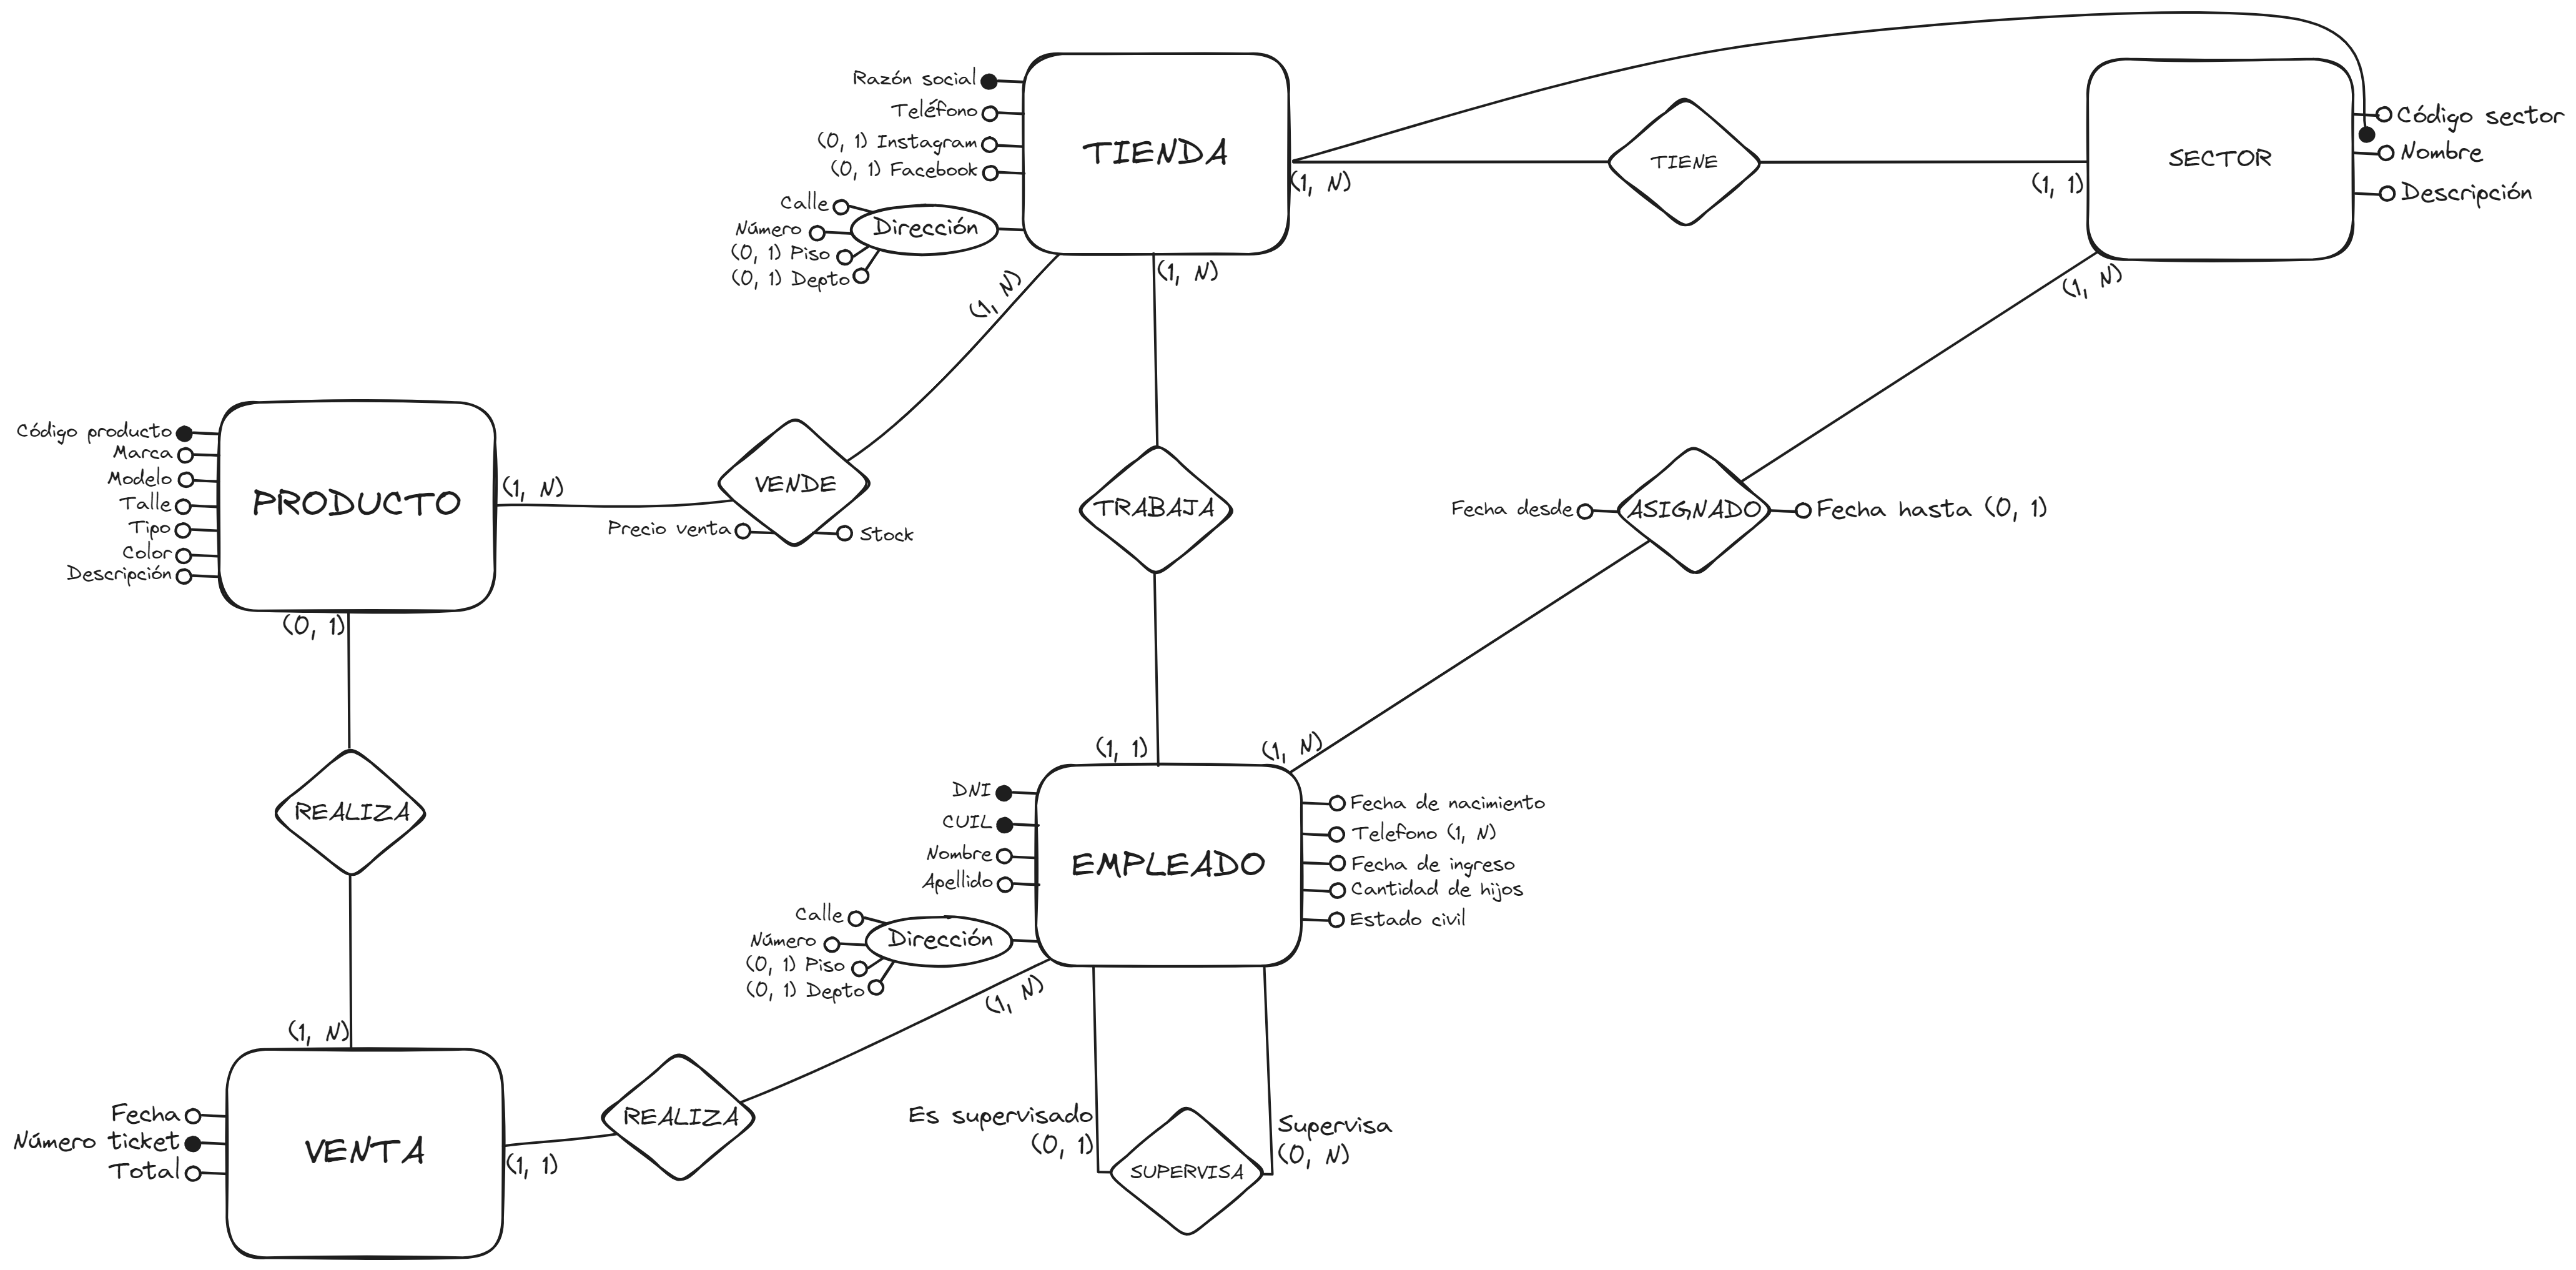 Razón social
Teléfono
(0, 1) Instagram
(0, 1) Facebook
Calle
Número
(0, 1) Piso
(0, 1) Depto
Dirección
TIENDA
(1, N)
TIENE
(1, 1)
SECTOR
Código sector
Nombre
Descripción
(1, N)
(1, N)
(1, N)
Código producto
Marca
Modelo
Talle
Tipo
Color
Descripción
PRODUCTO
(1, N)
VENDE
Precio venta
Stock
TRABAJA
Fecha desde
ASIGNADO
Fecha hasta (0, 1)
(0, 1)
REALIZA
(1, N)
(1, 1)
(1, N)
DNI
CUIL
Nombre
Apellido
Calle
Número
(0, 1) Piso
(0, 1) Depto
Dirección
EMPLEADO
Fecha de nacimiento
Telefono (1, N)
Fecha de ingreso
Cantidad de hijos
Estado civil
(1, N)
Fecha
Número ticket
Total
VENTA
(1, 1)
REALIZA
Es supervisado
(0, 1)
SUPERVISA
Supervisa
(0, N)